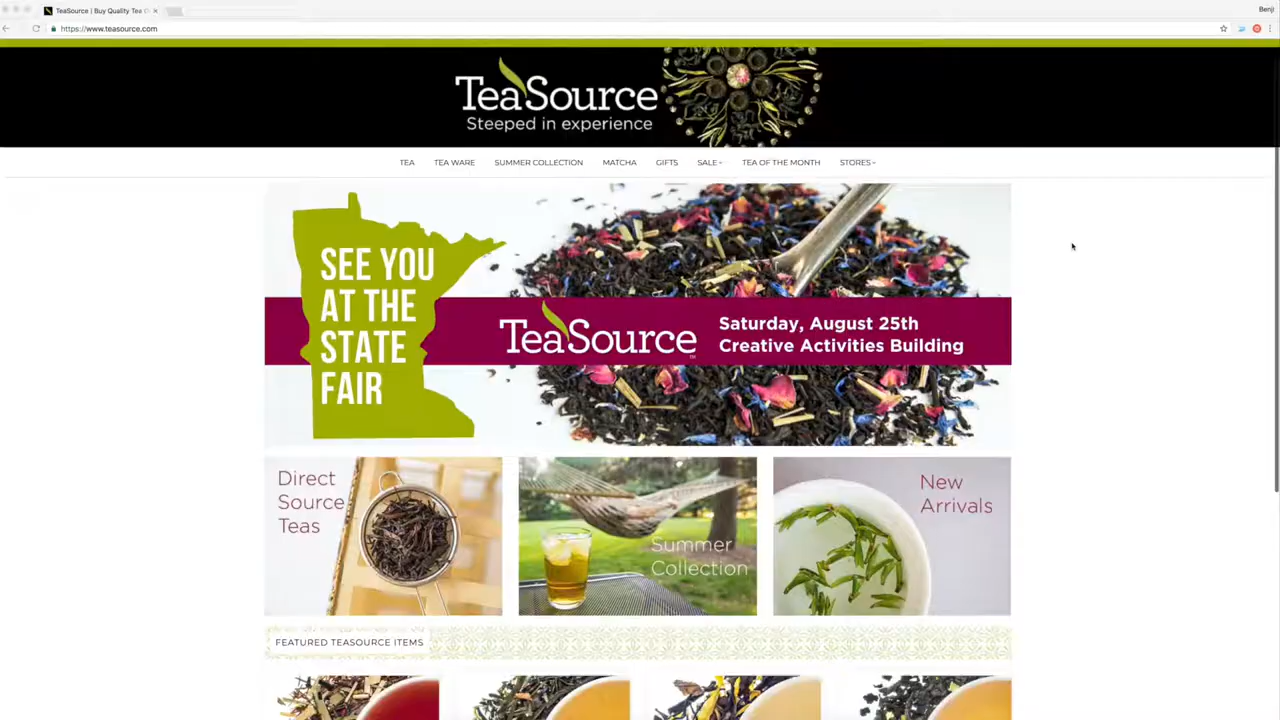 TeaSource | Buy Quality Tea
Benji
https://www.teasource.com
TeaSource
Steeped in experience
TEA TEA WARE SUMMER COLLECTION MATCHA GIFTS SALE TEA OF THE MONTH STORES
SEE YOU
AT THE
STATE
FAIR
TeaSource™
Saturday, August 25th
Creative Activities Building
Direct
Source
Teas
Summer
Collection
New
Arrivals
FEATURED TEASOURCE ITEMS